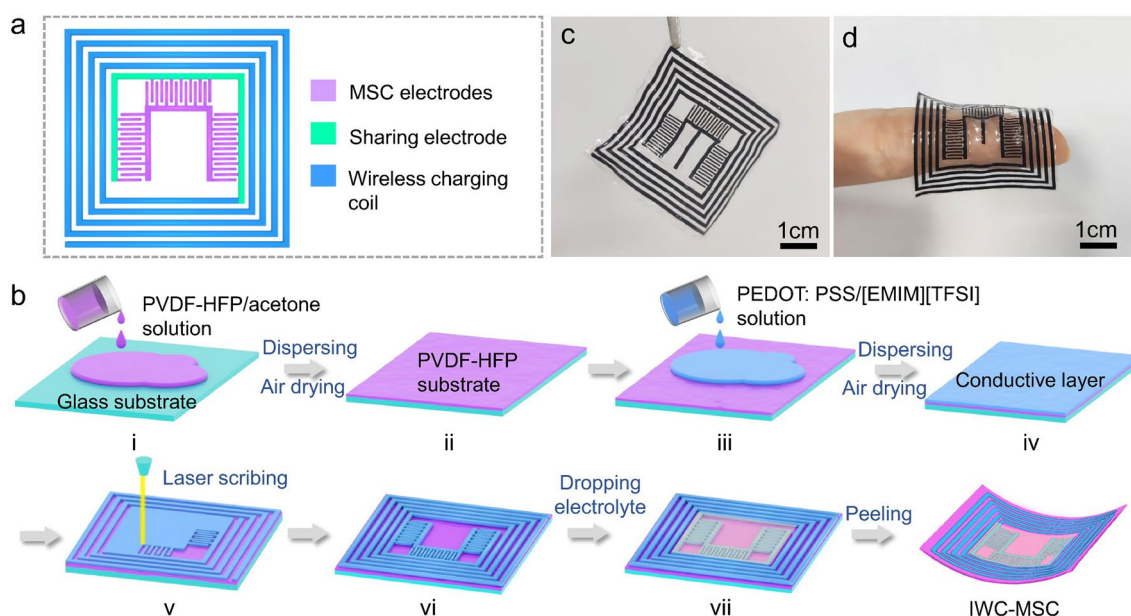 a
MSC electrodes
Sharing electrode
Wireless charging
coil
c
1cm
d
1cm
b
PVDF-HFP/acetone
solution
Glass substrate
i
Dispersing
Air drying
PVDF-HFP
substrate
ii
PEDOT: PSS/[EMIM][TFSI]
solution
iii
Dispersing
Air drying
Conductive layer
iv
Laser scribing
v
vi
Dropping
electrolyte
vii
Peeling
IWC-MSC